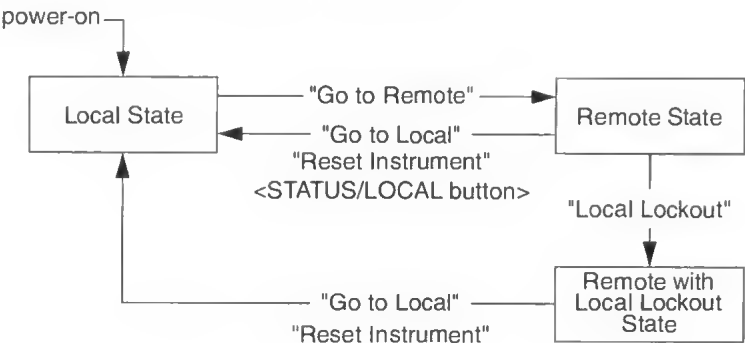 power-on
"Go to Remote"
Local State
Remote State
"Go to Local"
"Reset Instrument"
<STATUS/LOCAL button>
"Local Lockout"
Remote with
Local Lockout
State
"Go to Local"
"Reset Instrument"